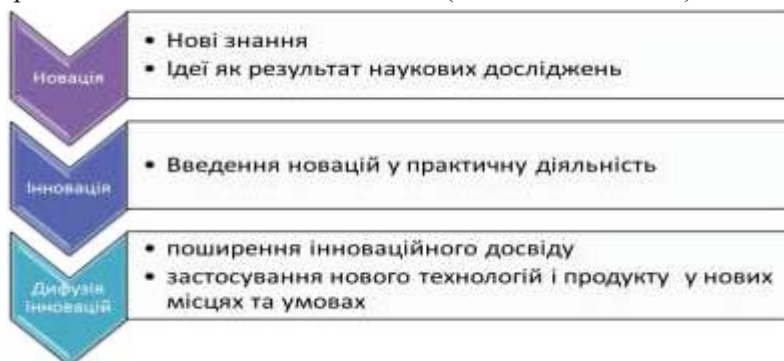 Новація
• Нові знання
• Ідеї як результат наукових досліджень
Інновація
• Введення новацій у практичну діяльність
Дифузія
інновацій
• поширення інноваційного досвіду
• застосування нового технологій і продукту у нових
місцях та умовах